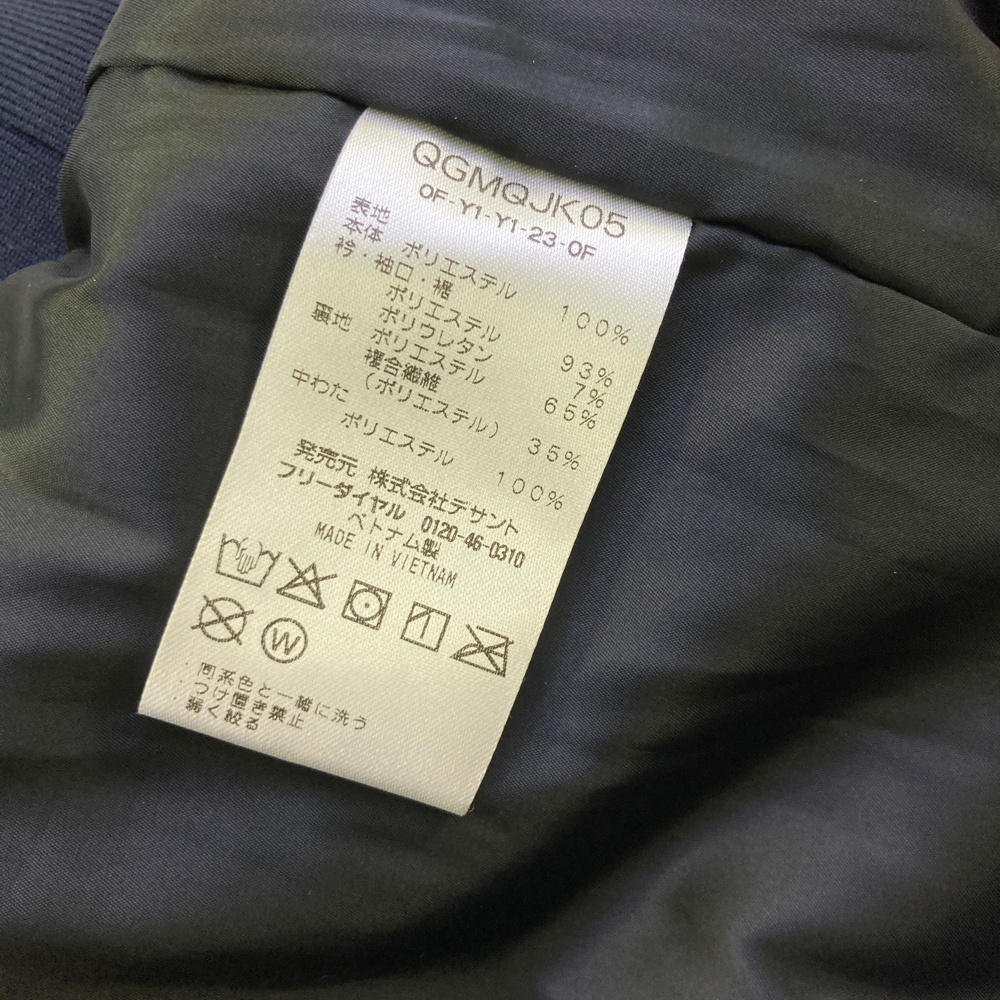 QGMQJK05
OF-Y1-Y1-23-0F
表地
本体 ポリエステル 100%
衿・袖口・裾
ポリエステル 93%
ポリウレタン 7%
裏地 ポリエステル 65%
複合繊維
(ポリエステル) 35%
中わた
ポリエステル 100%
発売元 株式会社デサント
フリーダイヤル 0120-46-0310
ベトナム製
MADE IN VIETNAM
W
・同系色と一緒に洗う
・つけ置き禁止
・弱く絞る